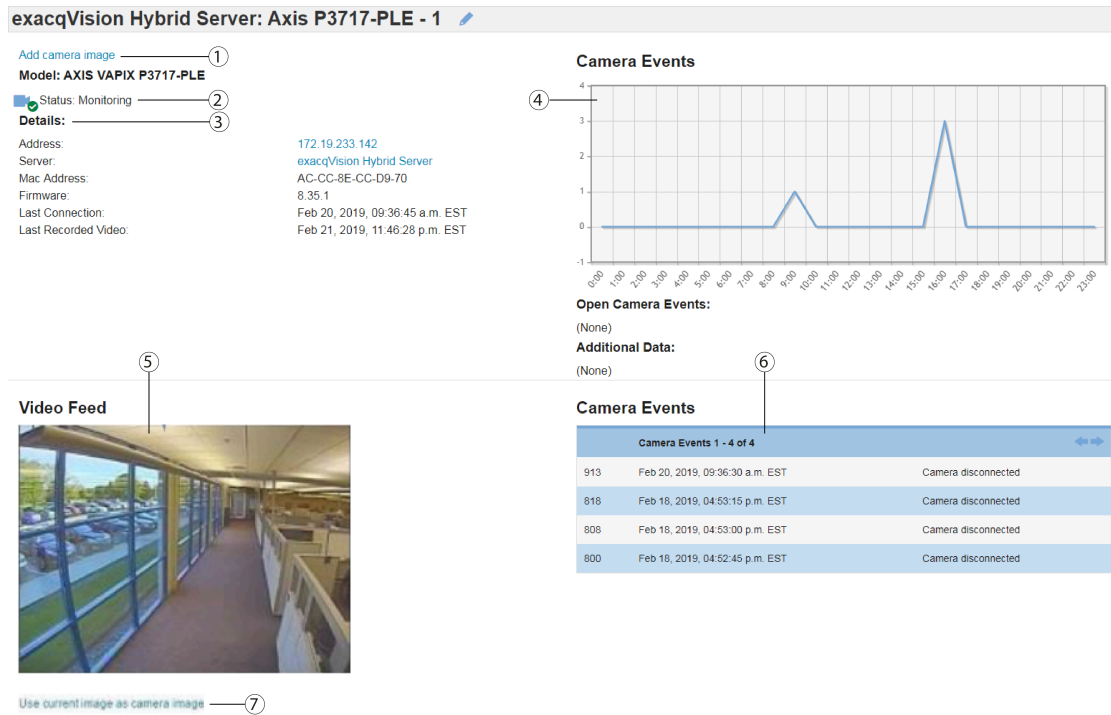 exacqVision Hybrid Server: Axis P3717-PLE - 1
Add camera image
1
Model: AXIS VAPIX P3717-PLE
Status: Monitoring
2
Details:
3
Address: 172.19.233.142
Server: exacqVision Hybrid Server
Mac Address: AC-CC-8E-CC-D9-70
Firmware: 8.35.1
Last Connection: Feb 20, 2019, 09:36:45 a.m. EST
Last Recorded Video: Feb 21, 2019, 11:46:28 p.m. EST
Camera Events
4
4
3
2
1
0
-1
0:00 1:00 2:00 3:00 4:00 5:00 6:00 7:00 8:00 9:00 10:00 11:00 12:00 13:00 14:00 15:00 16:00 17:00 18:00 19:00 20:00 21:00 22:00 23:00
Open Camera Events:
(None)
Additional Data:
(None)
5
Video Feed
Use current image as camera image
7
6
Camera Events
Camera Events 1 - 4 of 4
913 Feb 20, 2019, 09:36:30 a.m. EST Camera disconnected
818 Feb 18, 2019, 04:53:15 p.m. EST Camera disconnected
808 Feb 18, 2019, 04:53:00 p.m. EST Camera disconnected
800 Feb 18, 2019, 04:52:45 p.m. EST Camera disconnected